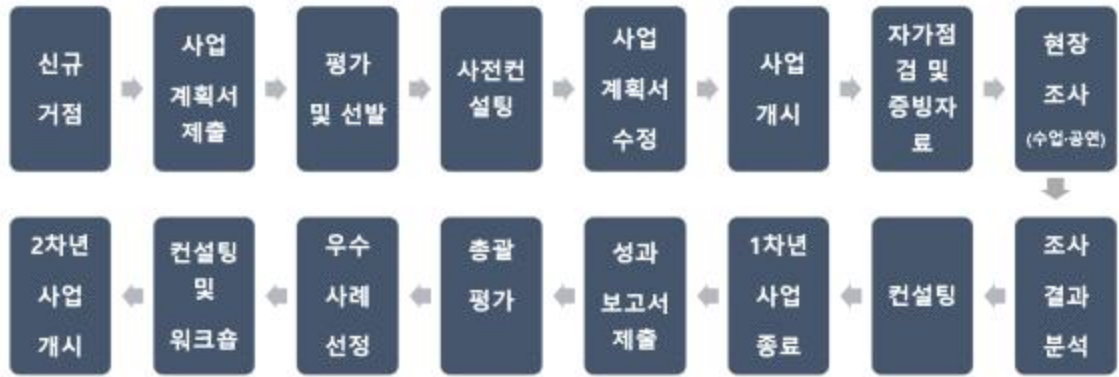 신규
거점
사업
계획서
제출
평가
및 선발
사전컨
설팅
사업
계획서
수정
사업
개시
자가점
검 및
증빙자
료
현장
조사
(수업·공연)
조사
결과
분석
컨설팅
1차년
사업
종료
성과
보고서
제출
총괄
평가
우수
사례
선정
컨설팅
및
워크숍
2차년
사업
개시